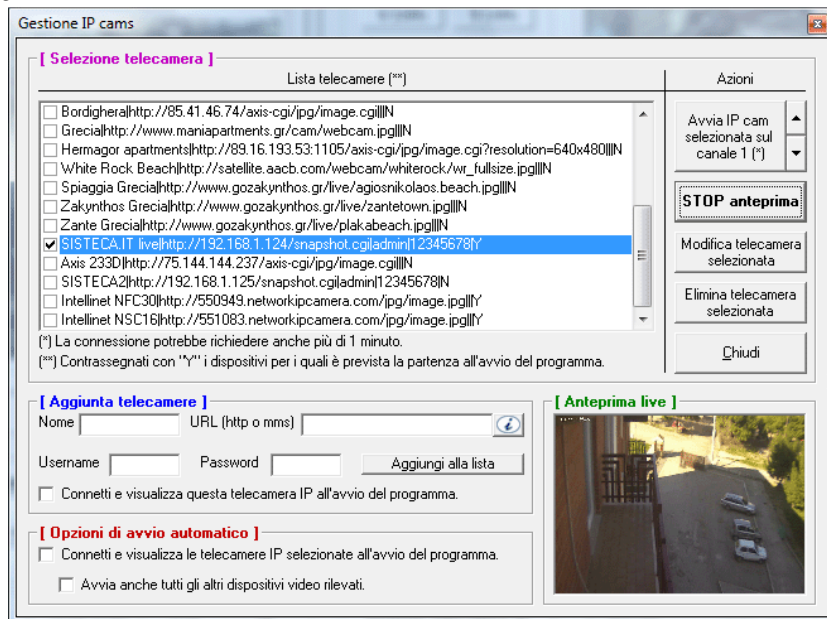 Gestione IP cams
[ Selezione telecamera ]
Lista telecamere (**)
Azioni
Bordighera|http://85.41.46.74/axis-cgi/jpg/image.cgi|||N
Grecia|http://www.maniapartments.gr/cam/webcam.jpg|||N
Hermagor apartments|http://89.16.193.53:1105/axis-cgi/jpg/image.cgi?resolution=640x480|||N
White Rock Beach|http://satellite.aacb.com/webcam/whiterock/wr_fullsize.jpg|||N
Spiaggia Grecia|http://www.gozakynthos.gr/live/agiosnikolaos.beach.jpg|||N
Zakynthos Grecia|http://www.gozakynthos.gr/live/zantetown.jpg|||N
Zante Grecia|http://www.gozakynthos.gr/live/plakabeach.jpg|||N
SISTECA.IT live|http://192.168.1.124/snapshot.cgi|admin|12345678|Y
Axis 233D|http://75.144.144.237/axis-cgi/jpg/image.cgi|||N
SISTECA2|http://192.168.1.125/snapshot.cgi|admin|12345678|N
Intellinet NFC30|http://550949.networkipcamera.com/jpg/image.jpg|||Y
Intellinet NSC16|http://551083.networkipcamera.com/jpg/image.jpg|||Y
(*) La connessione potrebbe richiedere anche più di 1 minuto.
(**) Contrassegnati con "Y" i dispositivi per i quali è prevista la partenza all'avvio del programma.
Avvia IP cam
selezionata sul
canale 1 (*)
STOP anteprima
Modifica telecamera
selezionata
Elimina telecamera
selezionata
Chiudi
[ Aggiunta telecamere ]
Nome
URL (http o mms)
Username
Password
Aggiungi alla lista
Connetti e visualizza questa telecamera IP all'avvio del programma.
[ Opzioni di avvio automatico ]
Connetti e visualizza le telecamere IP selezionate all'avvio del programma.
Avvia anche tutti gli altri dispositivi video rilevati.
[ Anteprima live ]